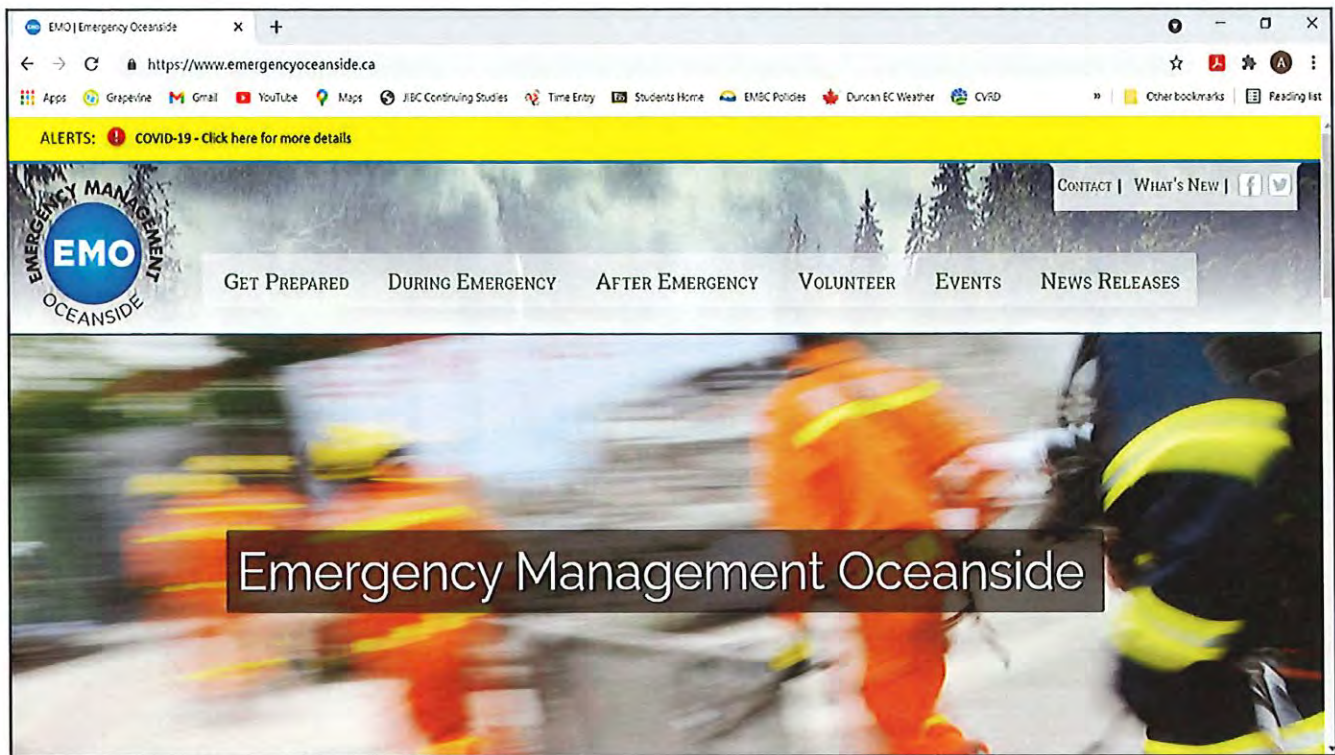 EMO | Emergency Oceanside
https://www.emergencyoceanside.ca
A
Apps Grapevine Gmail YouTube Maps JIBC Continuing Studies Time Entry Students Home EMBC Policies Duncan EC Weather CVRD » Other bookmarks Reading list
ALERTS: COVID-19 - Click here for more details
EMERGENCY MANAGEMENT
EMO
OCEANSIDE
CONTACT | WHAT'S NEW |
GET PREPARED DURING EMERGENCY AFTER EMERGENCY VOLUNTEER EVENTS NEWS RELEASES
Emergency Management Oceanside